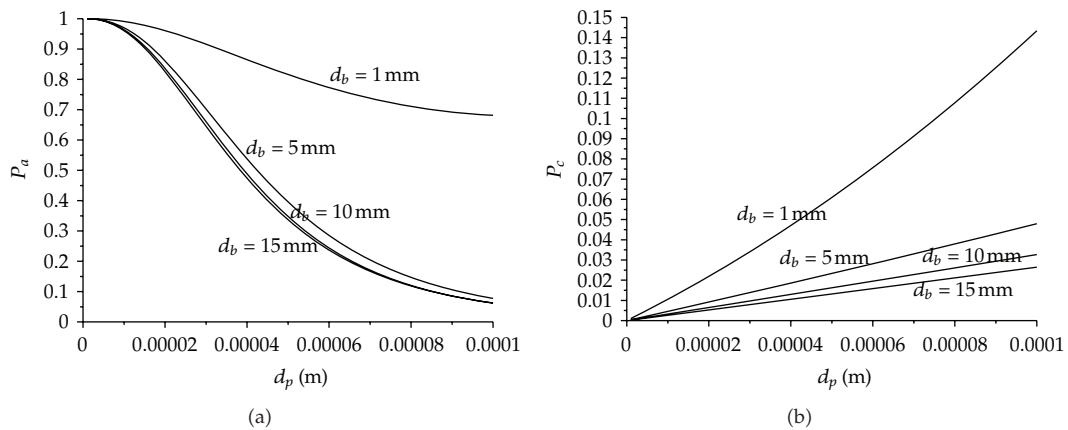 1
0.9
0.8
0.7
0.6
0.5
0.4
0.3
0.2
0.1
0
P_a
d_b = 1 mm
d_b = 5 mm
d_b = 10 mm
d_b = 15 mm
0 0.00002 0.00004 0.00006 0.00008 0.0001
d_p (m)
(a)
0.15
0.14
0.13
0.12
0.11
0.1
0.09
0.08
0.07
0.06
0.05
0.04
0.03
0.02
0.01
0
P_c
d_b = 1 mm
d_b = 5 mm
d_b = 10 mm
d_b = 15 mm
0 0.00002 0.00004 0.00006 0.00008 0.0001
d_p (m)
(b)